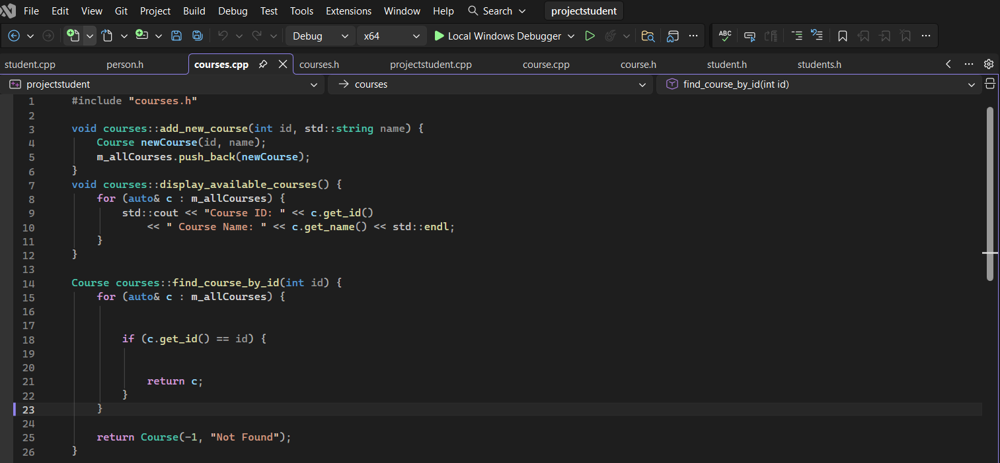 File Edit View Git Project Build Debug Test Tools Extensions Window Help Search projectstudent
Debug x64 Local Windows Debugger ABC
student.cpp person.h courses.cpp courses.h projectstudent.cpp course.cpp course.h student.h students.h
projectstudent courses find_course_by_id(int id)
1 #include "courses.h"
2
3 void courses::add_new_course(int id, std::string name) {
4 Course newCourse(id, name);
5 m_allCourses.push_back(newCourse);
6 }
7 void courses::display_available_courses() {
8 for (auto& c : m_allCourses) {
9 std::cout << "Course ID: " << c.get_id()
10 << " Course Name: " << c.get_name() << std::endl;
11 }
12 }
13
14 Course courses::find_course_by_id(int id) {
15 for (auto& c : m_allCourses) {
16
17
18 if (c.get_id() == id) {
19
20
21 return c;
22 }
23 }
24
25 return Course(-1, "Not Found");
26 }